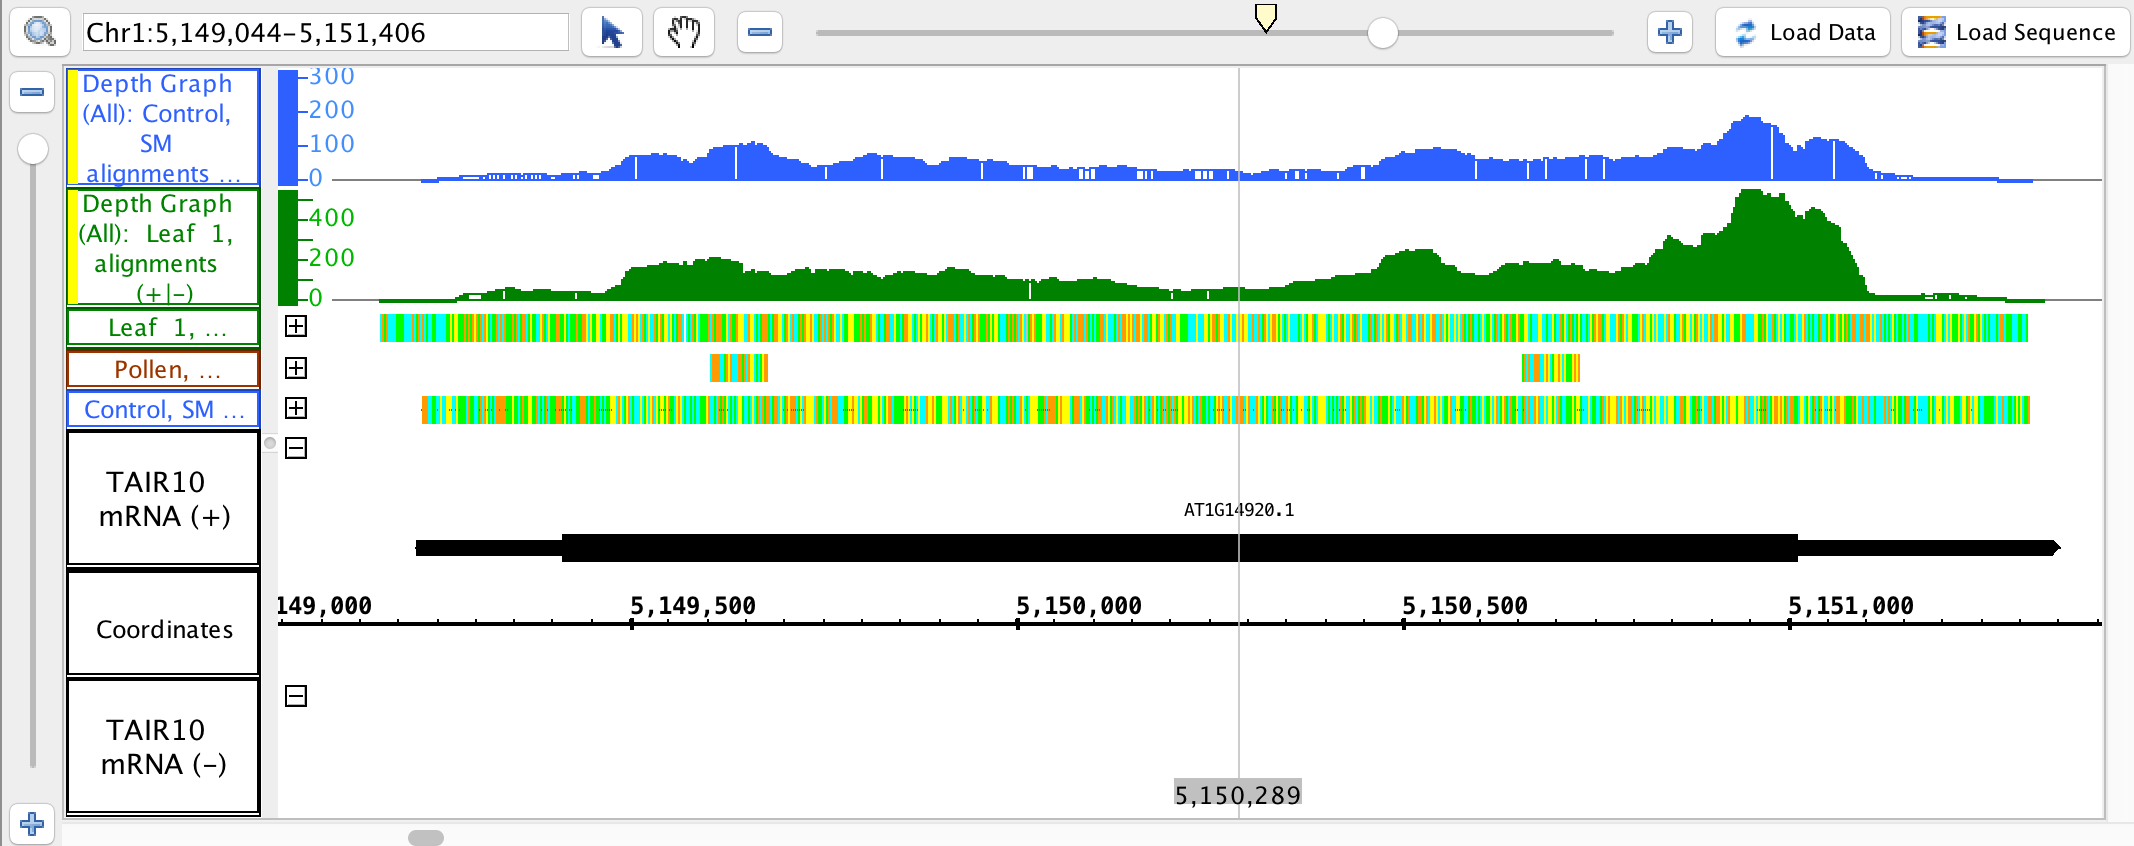 Chr1:5,149,044-5,151,406
Load Data
Load Sequence
Depth Graph
(All): Control,
SM
alignments ...
300
200
100
0
Depth Graph
(All): Leaf 1,
alignments
(+|-)
400
200
0
Leaf 1, ...
Pollen, ...
Control, SM ...
TAIR10
mRNA (+)
AT1G14920.1
Coordinates
149,000
5,149,500
5,150,000
5,150,500
5,151,000
TAIR10
mRNA (-)
5,150,289